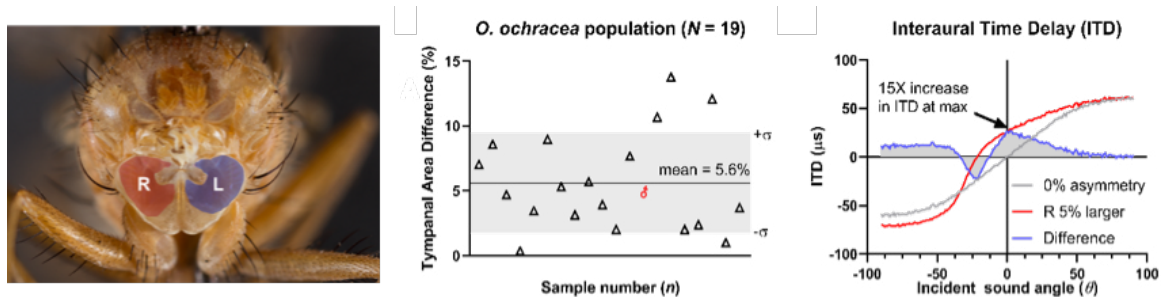 R L
O. ochracea population (N = 19)
Tympanal Area Difference (%)
15
10
5
0
+σ
mean = 5.6%
♂
-σ
Sample number (n)
Interaural Time Delay (ITD)
ITD (μs)
100
50
0
-50
-100
15X increase
in ITD at max
0% asymmetry
R 5% larger
Difference
-100 -50 0 50 100
Incident sound angle (θ)